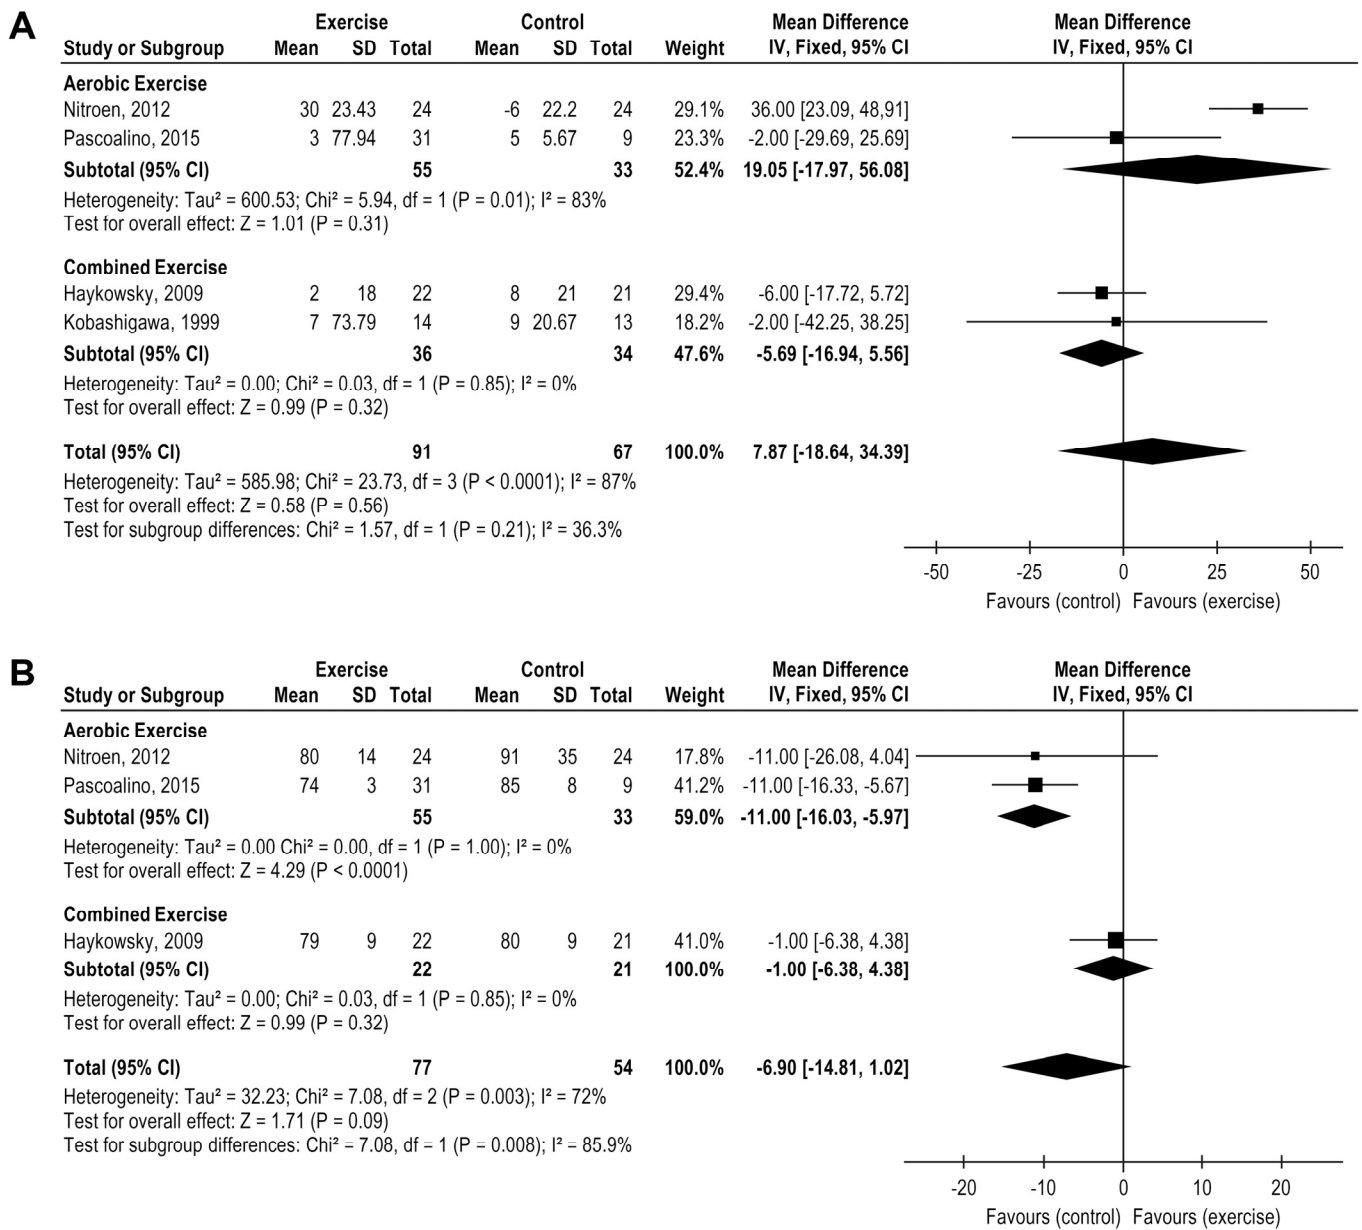 A
Exercise Control Mean Difference Mean Difference
Study or Subgroup Mean SD Total Mean SD Total Weight IV, Fixed, 95% CI IV, Fixed, 95% CI
Aerobic Exercise
Nitroen, 2012 30 23.43 24 -6 22.2 24 29.1% 36.00 [23.09, 48,91]
Pascoalino, 2015 3 77.94 31 5 5.67 9 23.3% -2.00 [-29.69, 25.69]
Subtotal (95% CI) 55 33 52.4% 19.05 [-17.97, 56.08]
Heterogeneity: Tau² = 600.53; Chi² = 5.94, df = 1 (P = 0.01); I² = 83%
Test for overall effect: Z = 1.01 (P = 0.31)
Combined Exercise
Haykowsky, 2009 2 18 22 8 21 21 29.4% -6.00 [-17.72, 5.72]
Kobashigawa, 1999 7 73.79 14 9 20.67 13 18.2% -2.00 [-42.25, 38.25]
Subtotal (95% CI) 36 34 47.6% -5.69 [-16.94, 5.56]
Heterogeneity: Tau² = 0.00; Chi² = 0.03, df = 1 (P = 0.85); I² = 0%
Test for overall effect: Z = 0.99 (P = 0.32)
Total (95% CI) 91 67 100.0% 7.87 [-18.64, 34.39]
Heterogeneity: Tau² = 585.98; Chi² = 23.73, df = 3 (P < 0.0001); I² = 87%
Test for overall effect: Z = 0.58 (P = 0.56)
Test for subgroup differences: Chi² = 1.57, df = 1 (P = 0.21); I² = 36.3%
-50 -25 0 25 50
Favours (control) Favours (exercise)
B
Exercise Control Mean Difference Mean Difference
Study or Subgroup Mean SD Total Mean SD Total Weight IV, Fixed, 95% CI IV, Fixed, 95% CI
Aerobic Exercise
Nitroen, 2012 80 14 24 91 35 24 17.8% -11.00 [-26.08, 4.04]
Pascoalino, 2015 74 3 31 85 8 9 41.2% -11.00 [-16.33, -5.67]
Subtotal (95% CI) 55 33 59.0% -11.00 [-16.03, -5.97]
Heterogeneity: Tau² = 0.00 Chi² = 0.00, df = 1 (P = 1.00); I² = 0%
Test for overall effect: Z = 4.29 (P < 0.0001)
Combined Exercise
Haykowsky, 2009 79 9 22 80 9 21 41.0% -1.00 [-6.38, 4.38]
Subtotal (95% CI) 22 21 100.0% -1.00 [-6.38, 4.38]
Heterogeneity: Tau² = 0.00; Chi² = 0.03, df = 1 (P = 0.85); I² = 0%
Test for overall effect: Z = 0.99 (P = 0.32)
Total (95% CI) 77 54 100.0% -6.90 [-14.81, 1.02]
Heterogeneity: Tau² = 32.23; Chi² = 7.08, df = 2 (P = 0.003); I² = 72%
Test for overall effect: Z = 1.71 (P = 0.09)
Test for subgroup differences: Chi² = 7.08, df = 1 (P = 0.008); I² = 85.9%
-20 -10 0 10 20
Favours (control) Favours (exercise)